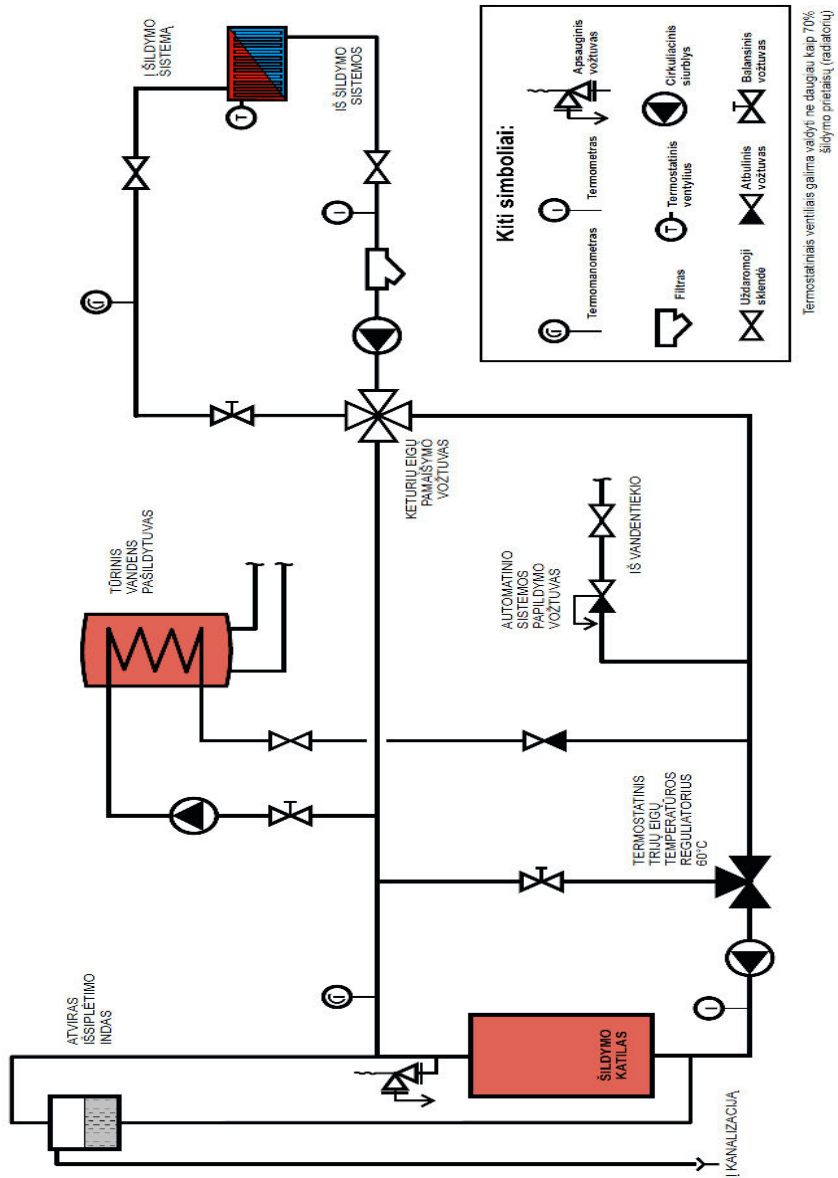 ATVIRAS
IŠSIPLĖTIMO
INDAS
TŪRINIS
VANDENS
PAŠILDYTUVAS
Į ŠILDYMO
SISTEMĄ
T
IŠ ŠILDYMO
SISTEMOS
KETURIŲ EIGŲ
PAMAIŠYMO
VOŽTUVAS
ŠILDYMO
KATILAS
TERMOSTATINIS
TRIJŲ EIGŲ
TEMPERATŪROS
REGULIATORIUS
60°C
AUTOMATINIO
SISTEMOS
PAPILDYMO
VOŽTUVAS
IŠ VANDENTIEKIO
Į KANALIZACIJĄ
Kiti simboliai:
Termomanometras
Termometras
Apsauginis
vožtuvas
Filtras
T
Termostatinis
ventylius
Cirkuliacinis
siurblys
Uždaromoji
sklendė
Atbulinis
vožtuvas
Balansinis
vožtuvas
Termostatiniais ventiliais galima valdyti ne daugiau kaip 70%
šildymo prietaisų (radiatorių)